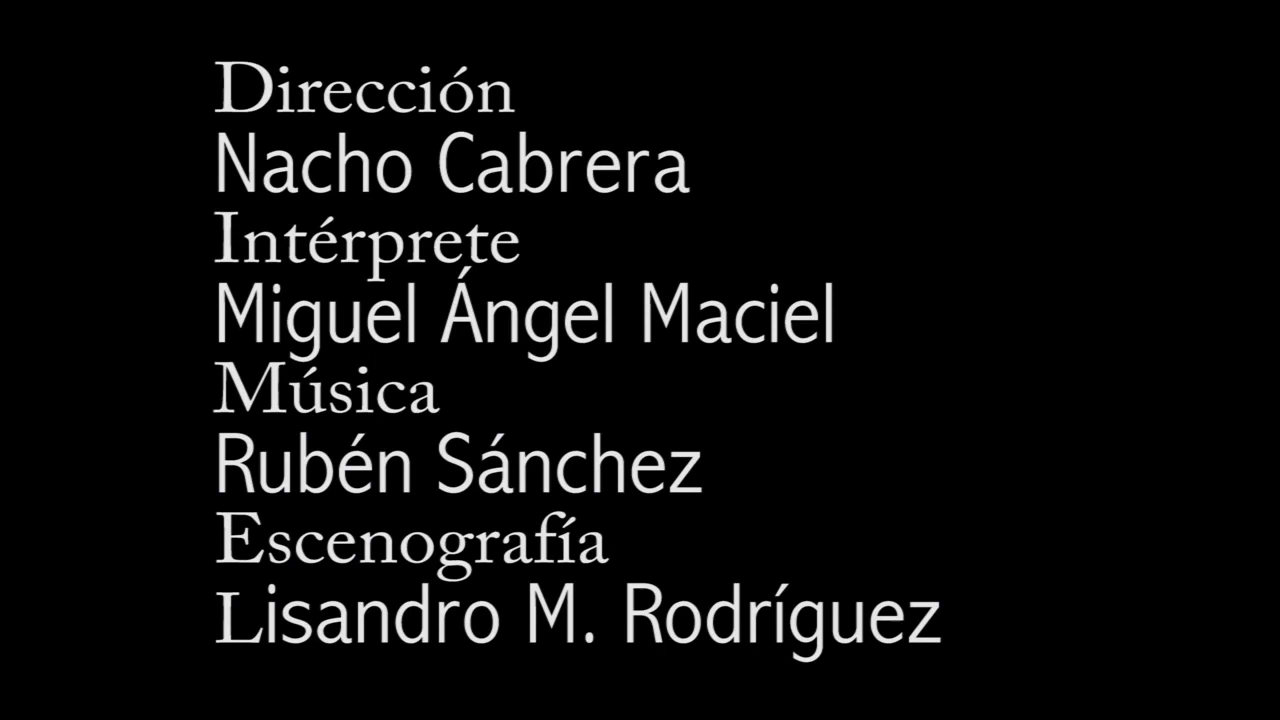 Dirección
Nacho Cabrera
Intérprete
Miguel Ángel Maciel
Música
Rubén Sánchez
Escenografía
Lisandro M. Rodríguez